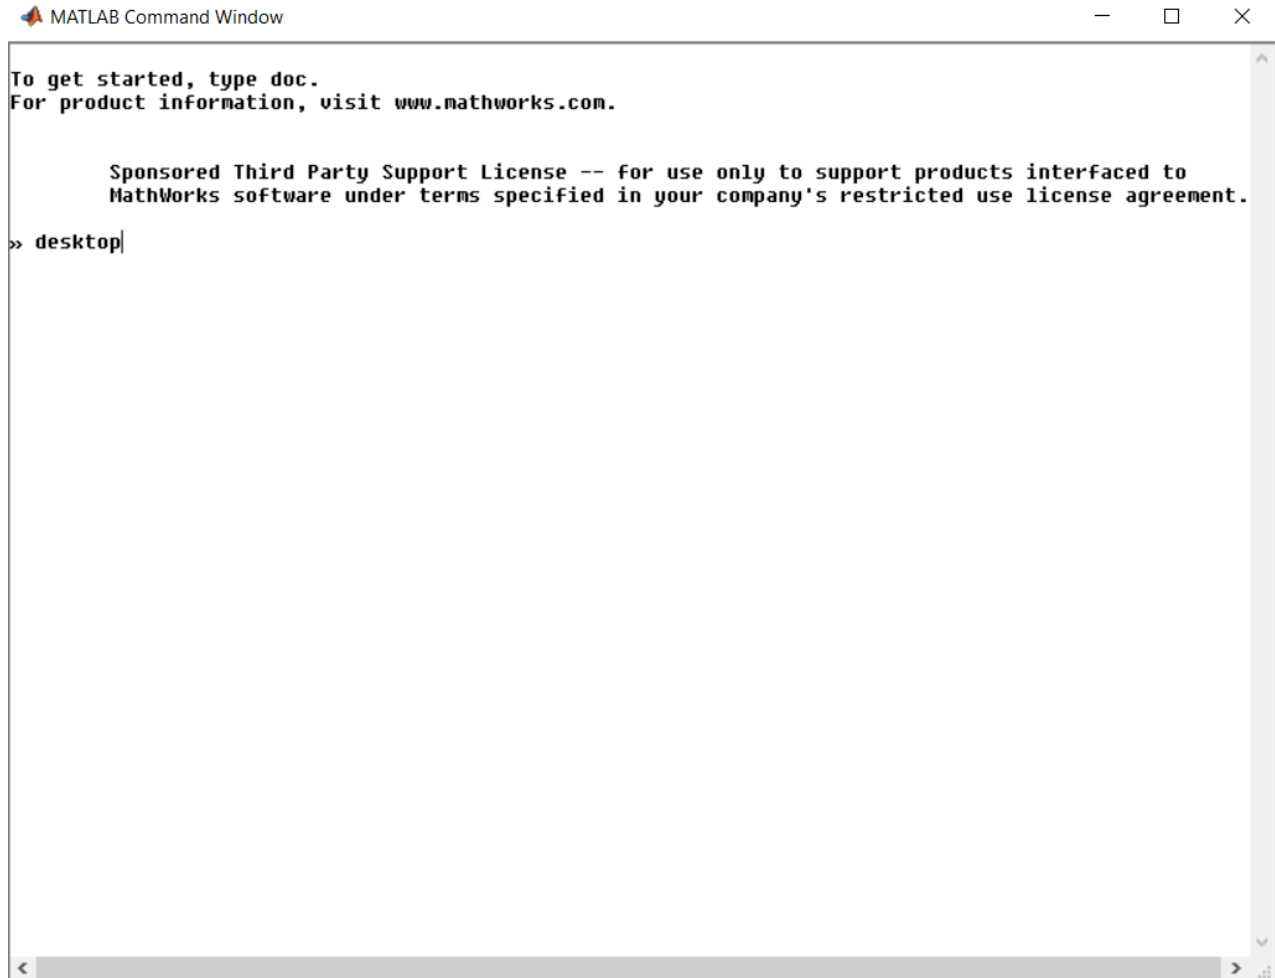 MATLAB Command Window
To get started, type doc.
For product information, visit www.mathworks.com.
Sponsored Third Party Support License -- for use only to support products interfaced to
MathWorks software under terms specified in your company's restricted use license agreement.
» desktop